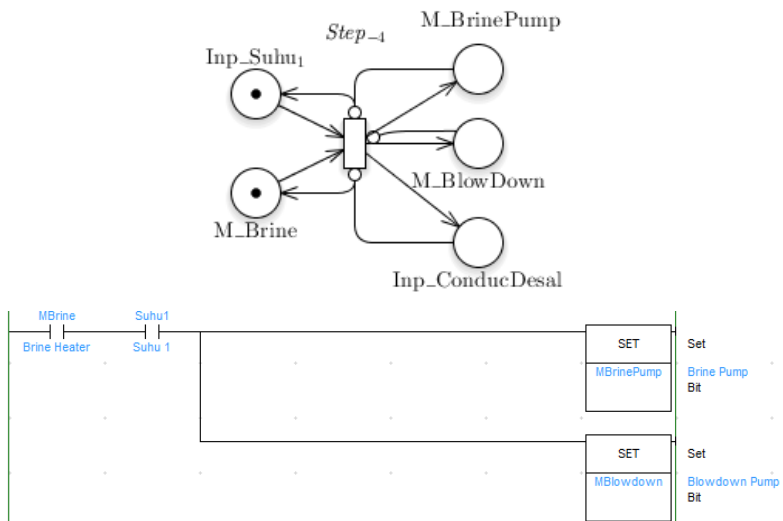 M_BrinePump
Step_4
Inp_Suhu₁
M_BlowDown
M_Brine
Inp_ConducDesal
MBrine
Suhu1
Brine Heater
Suhu 1
SET
Set
MBrinePump
Brine Pump
Bit
SET
Set
MBlowdown
Blowdown Pump
Bit